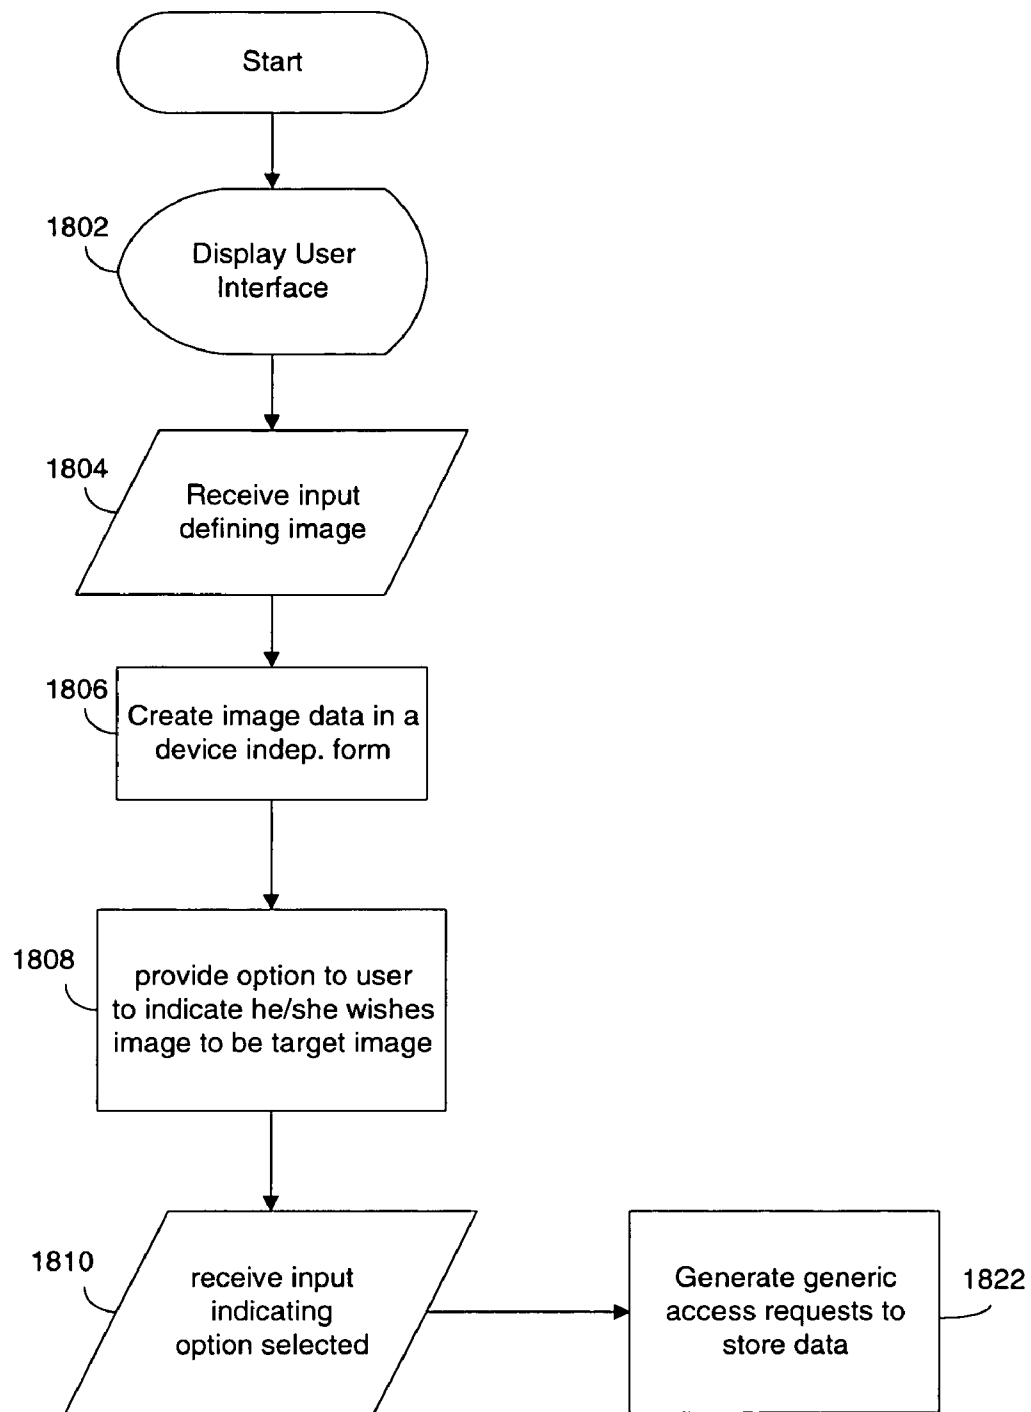 Start
1802
Display User
Interface
1804
Receive input
defining image
1806
Create image data in a
device indep. form
1808
provide option to user
to indicate he/she wishes
image to be target image
1810
receive input
indicating
option selected
Generate generic
access requests to
store data
1822